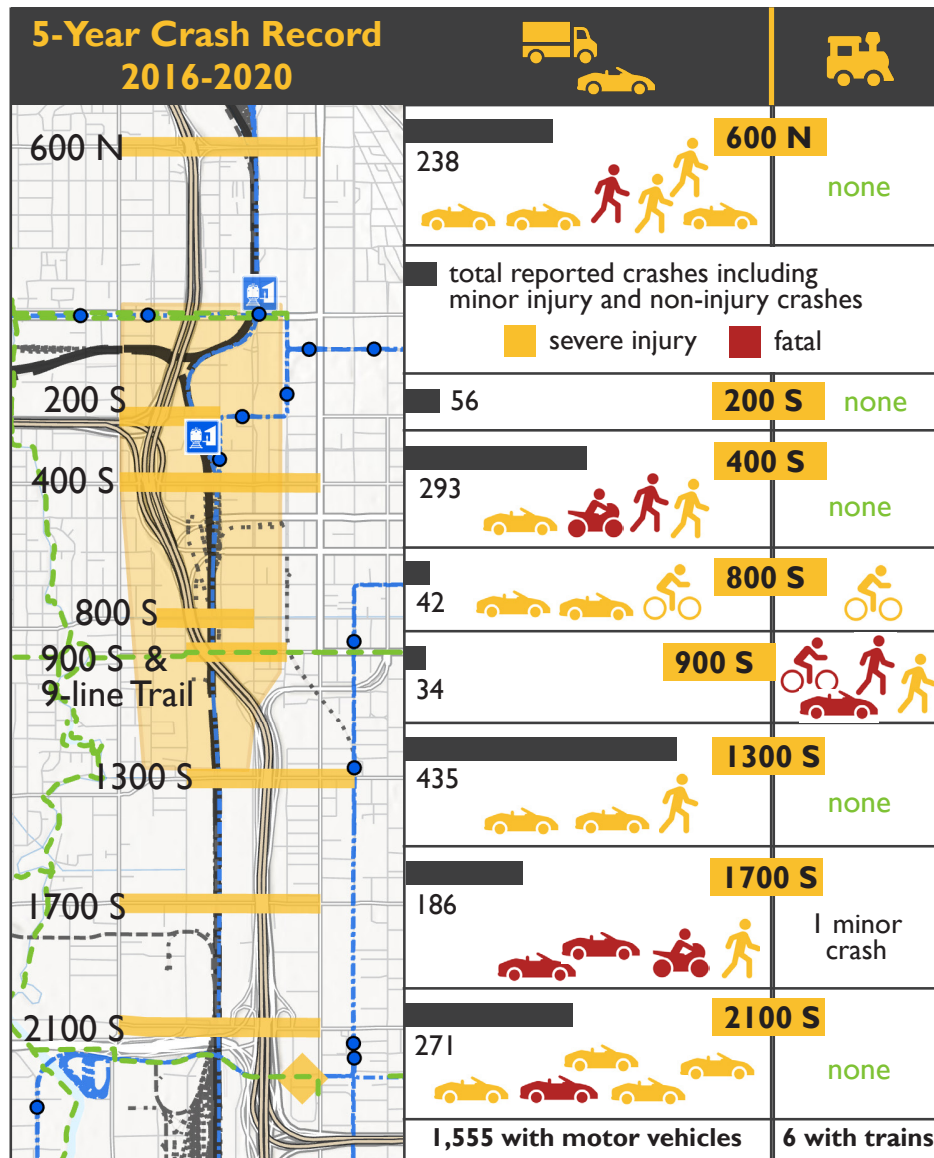 5-Year Crash Record
2016-2020
600 N
200 S
400 S
800 S
900 S &
9-line Trail
1300 S
1700 S
2100 S
600 N
238
none
total reported crashes including
minor injury and non-injury crashes
severe injury
fatal
56
200 S
none
400 S
293
none
800 S
42
900 S
34
1300 S
435
none
1700 S
186
1 minor
crash
2100 S
271
none
1,555 with motor vehicles
6 with trains